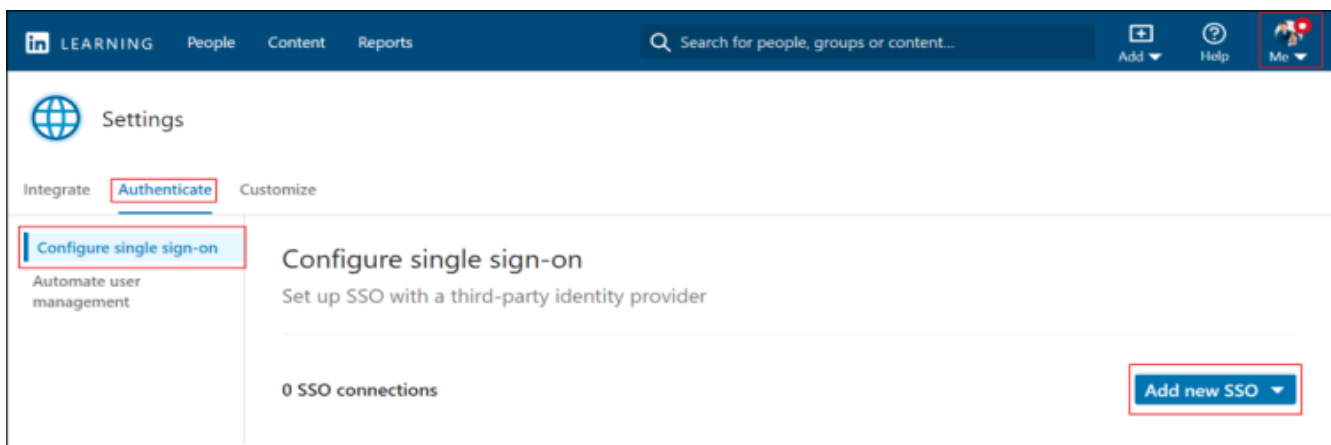 in LEARNING People Content Reports Search for people, groups or content... Add Help Me
Settings
Integrate Authenticate Customize
Configure single sign-on
Automate user
management
Configure single sign-on
Set up SSO with a third-party identity provider
0 SSO connections Add new SSO